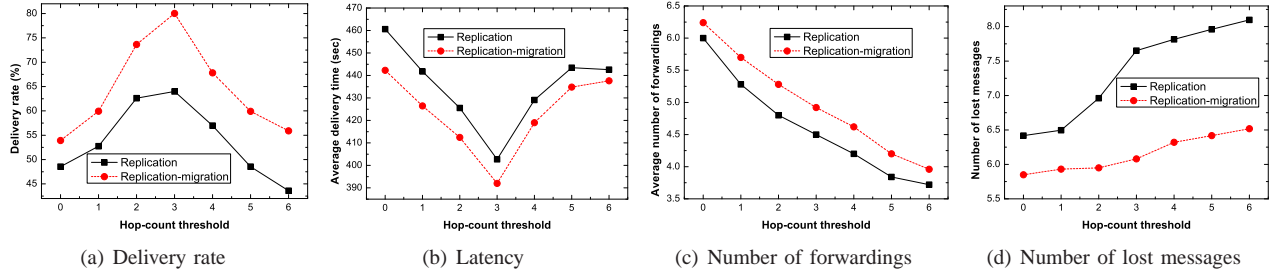 80
75
70
65
60
55
50
45
Delivery rate (%)
Replication
Replication-migration
0 1 2 3 4 5 6
Hop-count threshold
(a) Delivery rate
480
460
440
420
400
390
380
Average delivery time (sec)
Replication
Replication-migration
0 1 2 3 4 5 6
Hop-count threshold
(b) Latency
6.5
6.0
5.5
5.0
4.5
4.0
3.5
Average number of forwardings
Replication
Replication-migration
0 1 2 3 4 5 6
Hop-count threshold
(c) Number of forwardings
8.0
7.5
7.0
6.5
6.0
5.5
Number of lost messages
Replication
Replication-migration
0 1 2 3 4 5 6
Hop-count threshold
(d) Number of lost messages